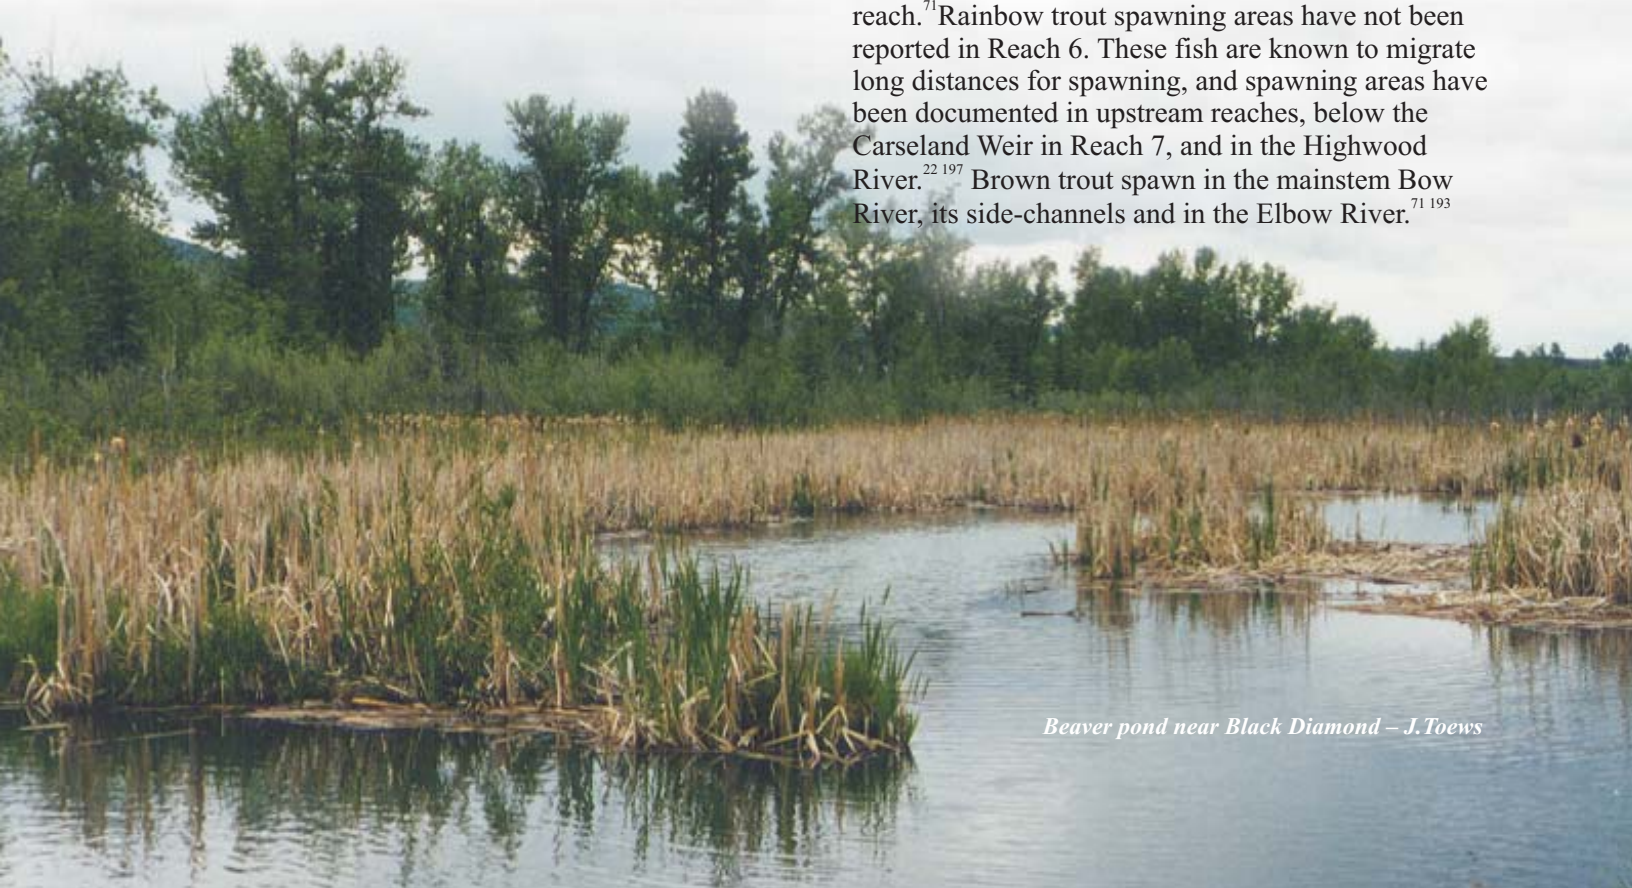 reach.71Rainbow trout spawning areas have not been
reported in Reach 6. These fish are known to migrate
long distances for spawning, and spawning areas have
been documented in upstream reaches, below the
Carseland Weir in Reach 7, and in the Highwood
River.22 197 Brown trout spawn in the mainstem Bow
River, its side-channels and in the Elbow River.71 193
Beaver pond near Black Diamond – J.Toews